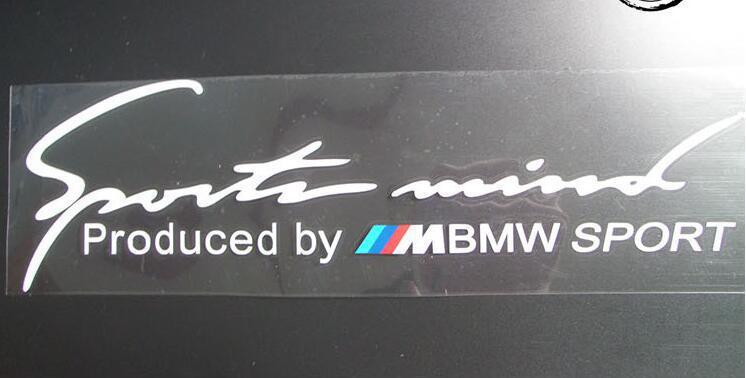 Sports mind
Produced by MBMW SPORT